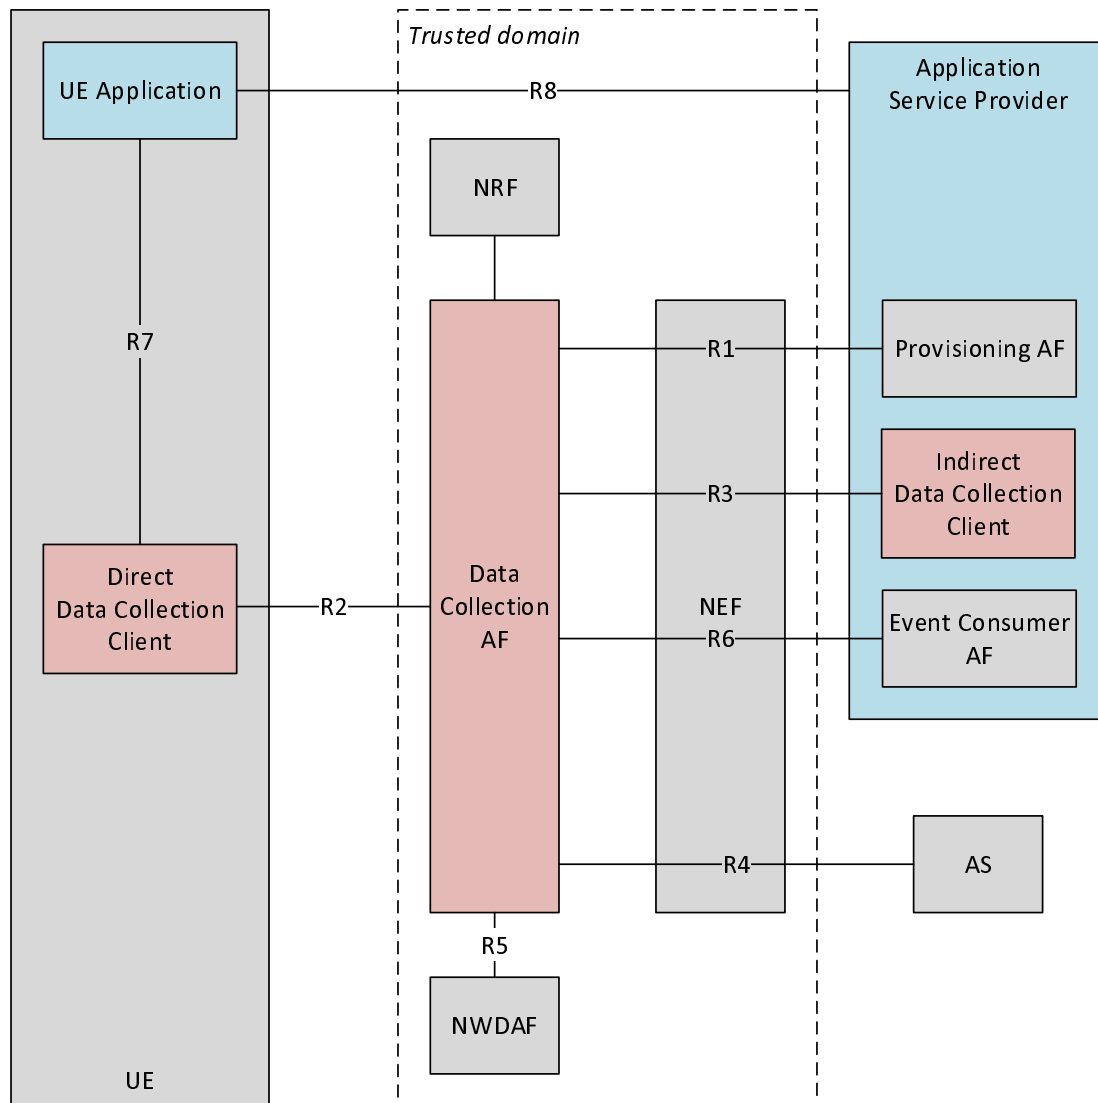 Trusted domain
UE Application
R8
Application
Service Provider
NRF
R7
R1
Provisioning AF
Indirect
Data Collection
Client
R3
Direct
Data Collection
Client
R2
Data
Collection
AF
NEF
R6
Event Consumer
AF
R4
AS
R5
NWDAF
UE